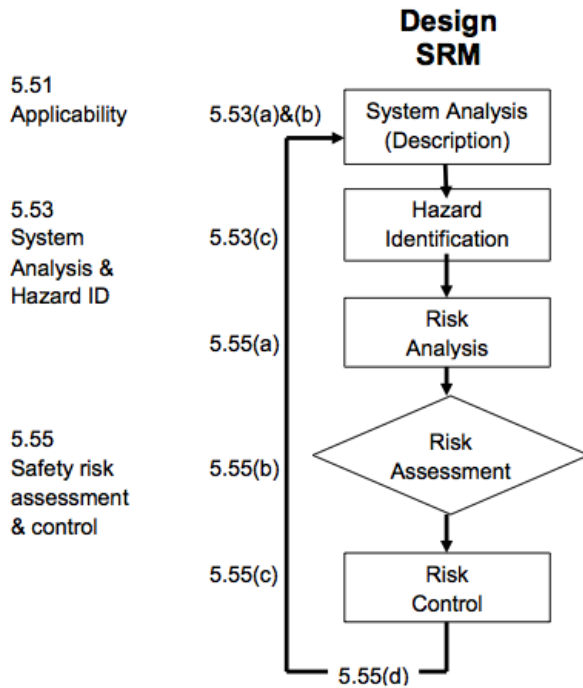 Design
SRM
5.51
Applicability
5.53(a)&(b)
System Analysis
(Description)
5.53
System
Analysis &
Hazard ID
5.53(c)
Hazard
Identification
5.55(a)
Risk
Analysis
5.55
Safety risk
assessment
& control
5.55(b)
Risk
Assessment
5.55(c)
Risk
Control
5.55(d)